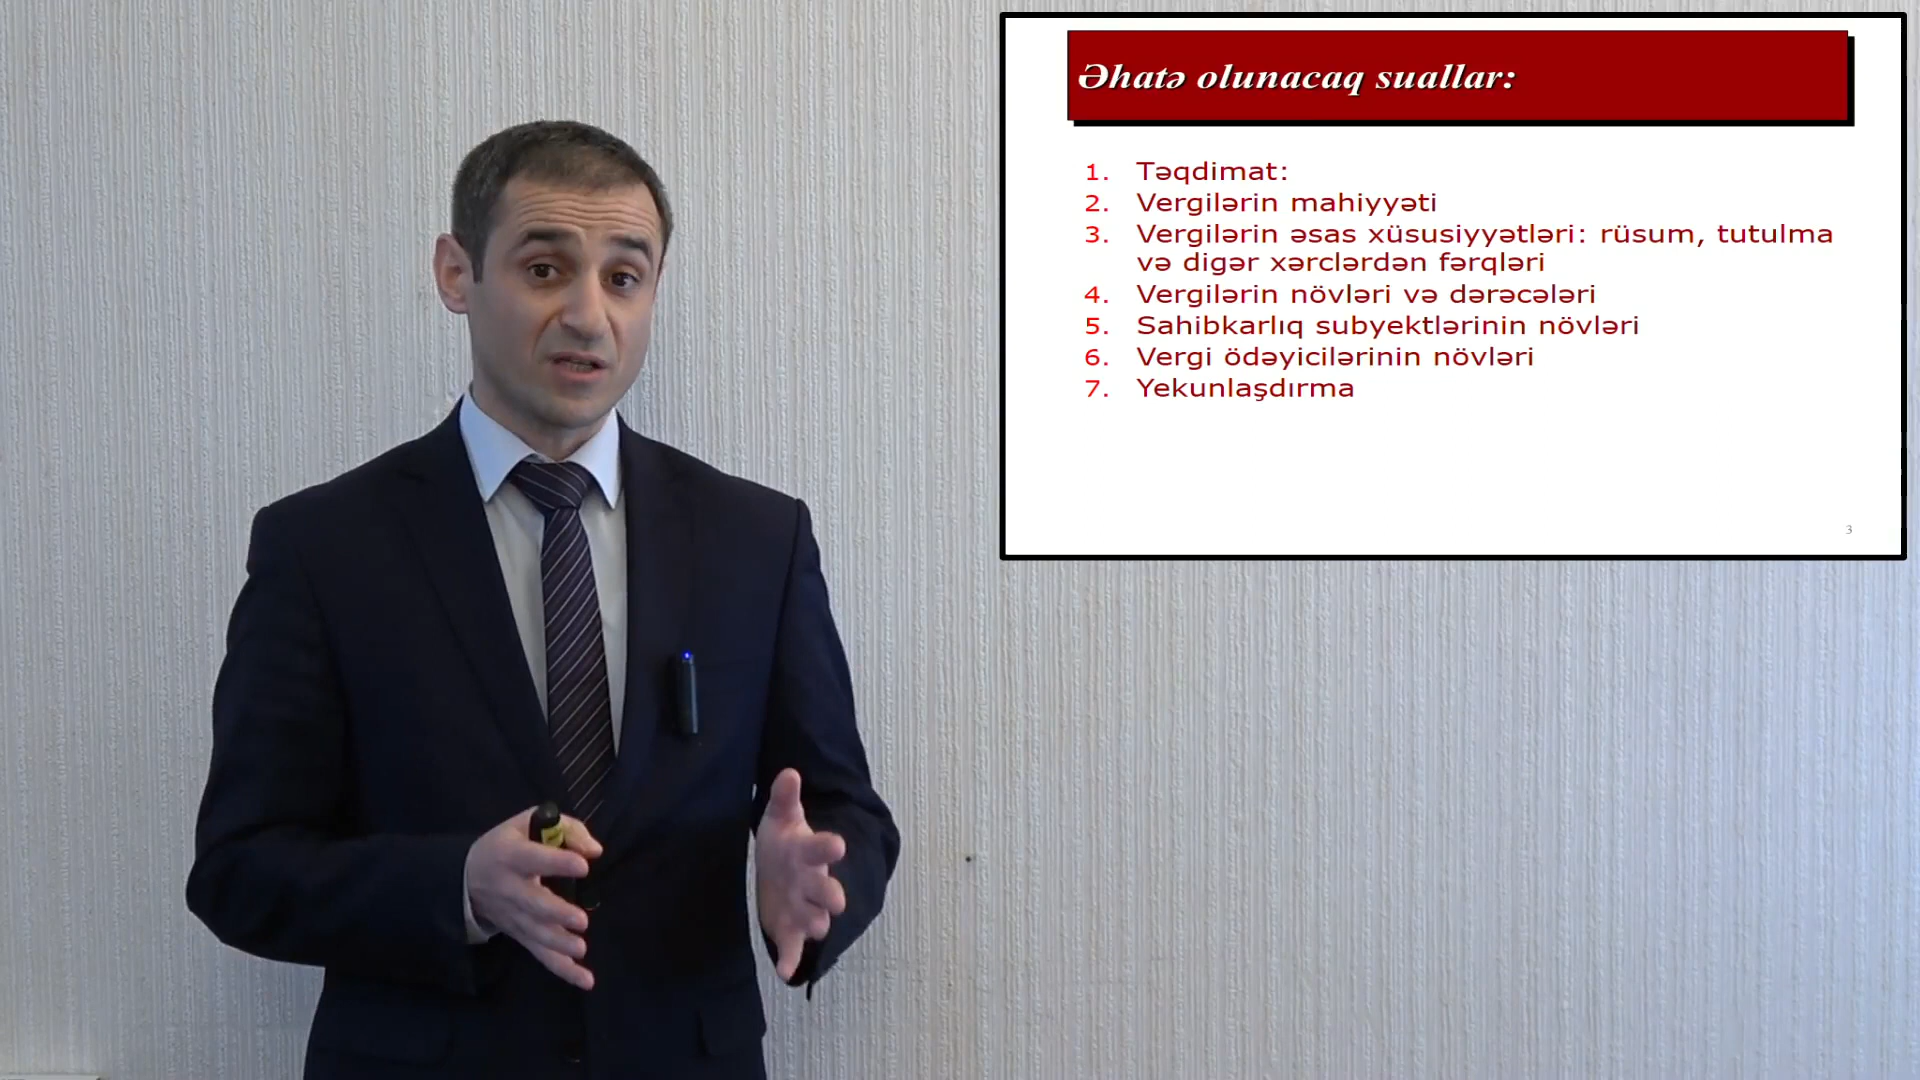 Əhatə olunacaq suallar:
1. Təqdimat:
2. Vergilərin mahiyyəti
3. Vergilərin əsas xüsusiyyətləri: rüsum, tutulma
və digər xərclərdən fərqləri
4. Vergilərin növləri və dərəcələri
5. Sahibkarlıq subyektlərinin növləri
6. Vergi ödəyicilərinin növləri
7. Yekunlaşdırma
3